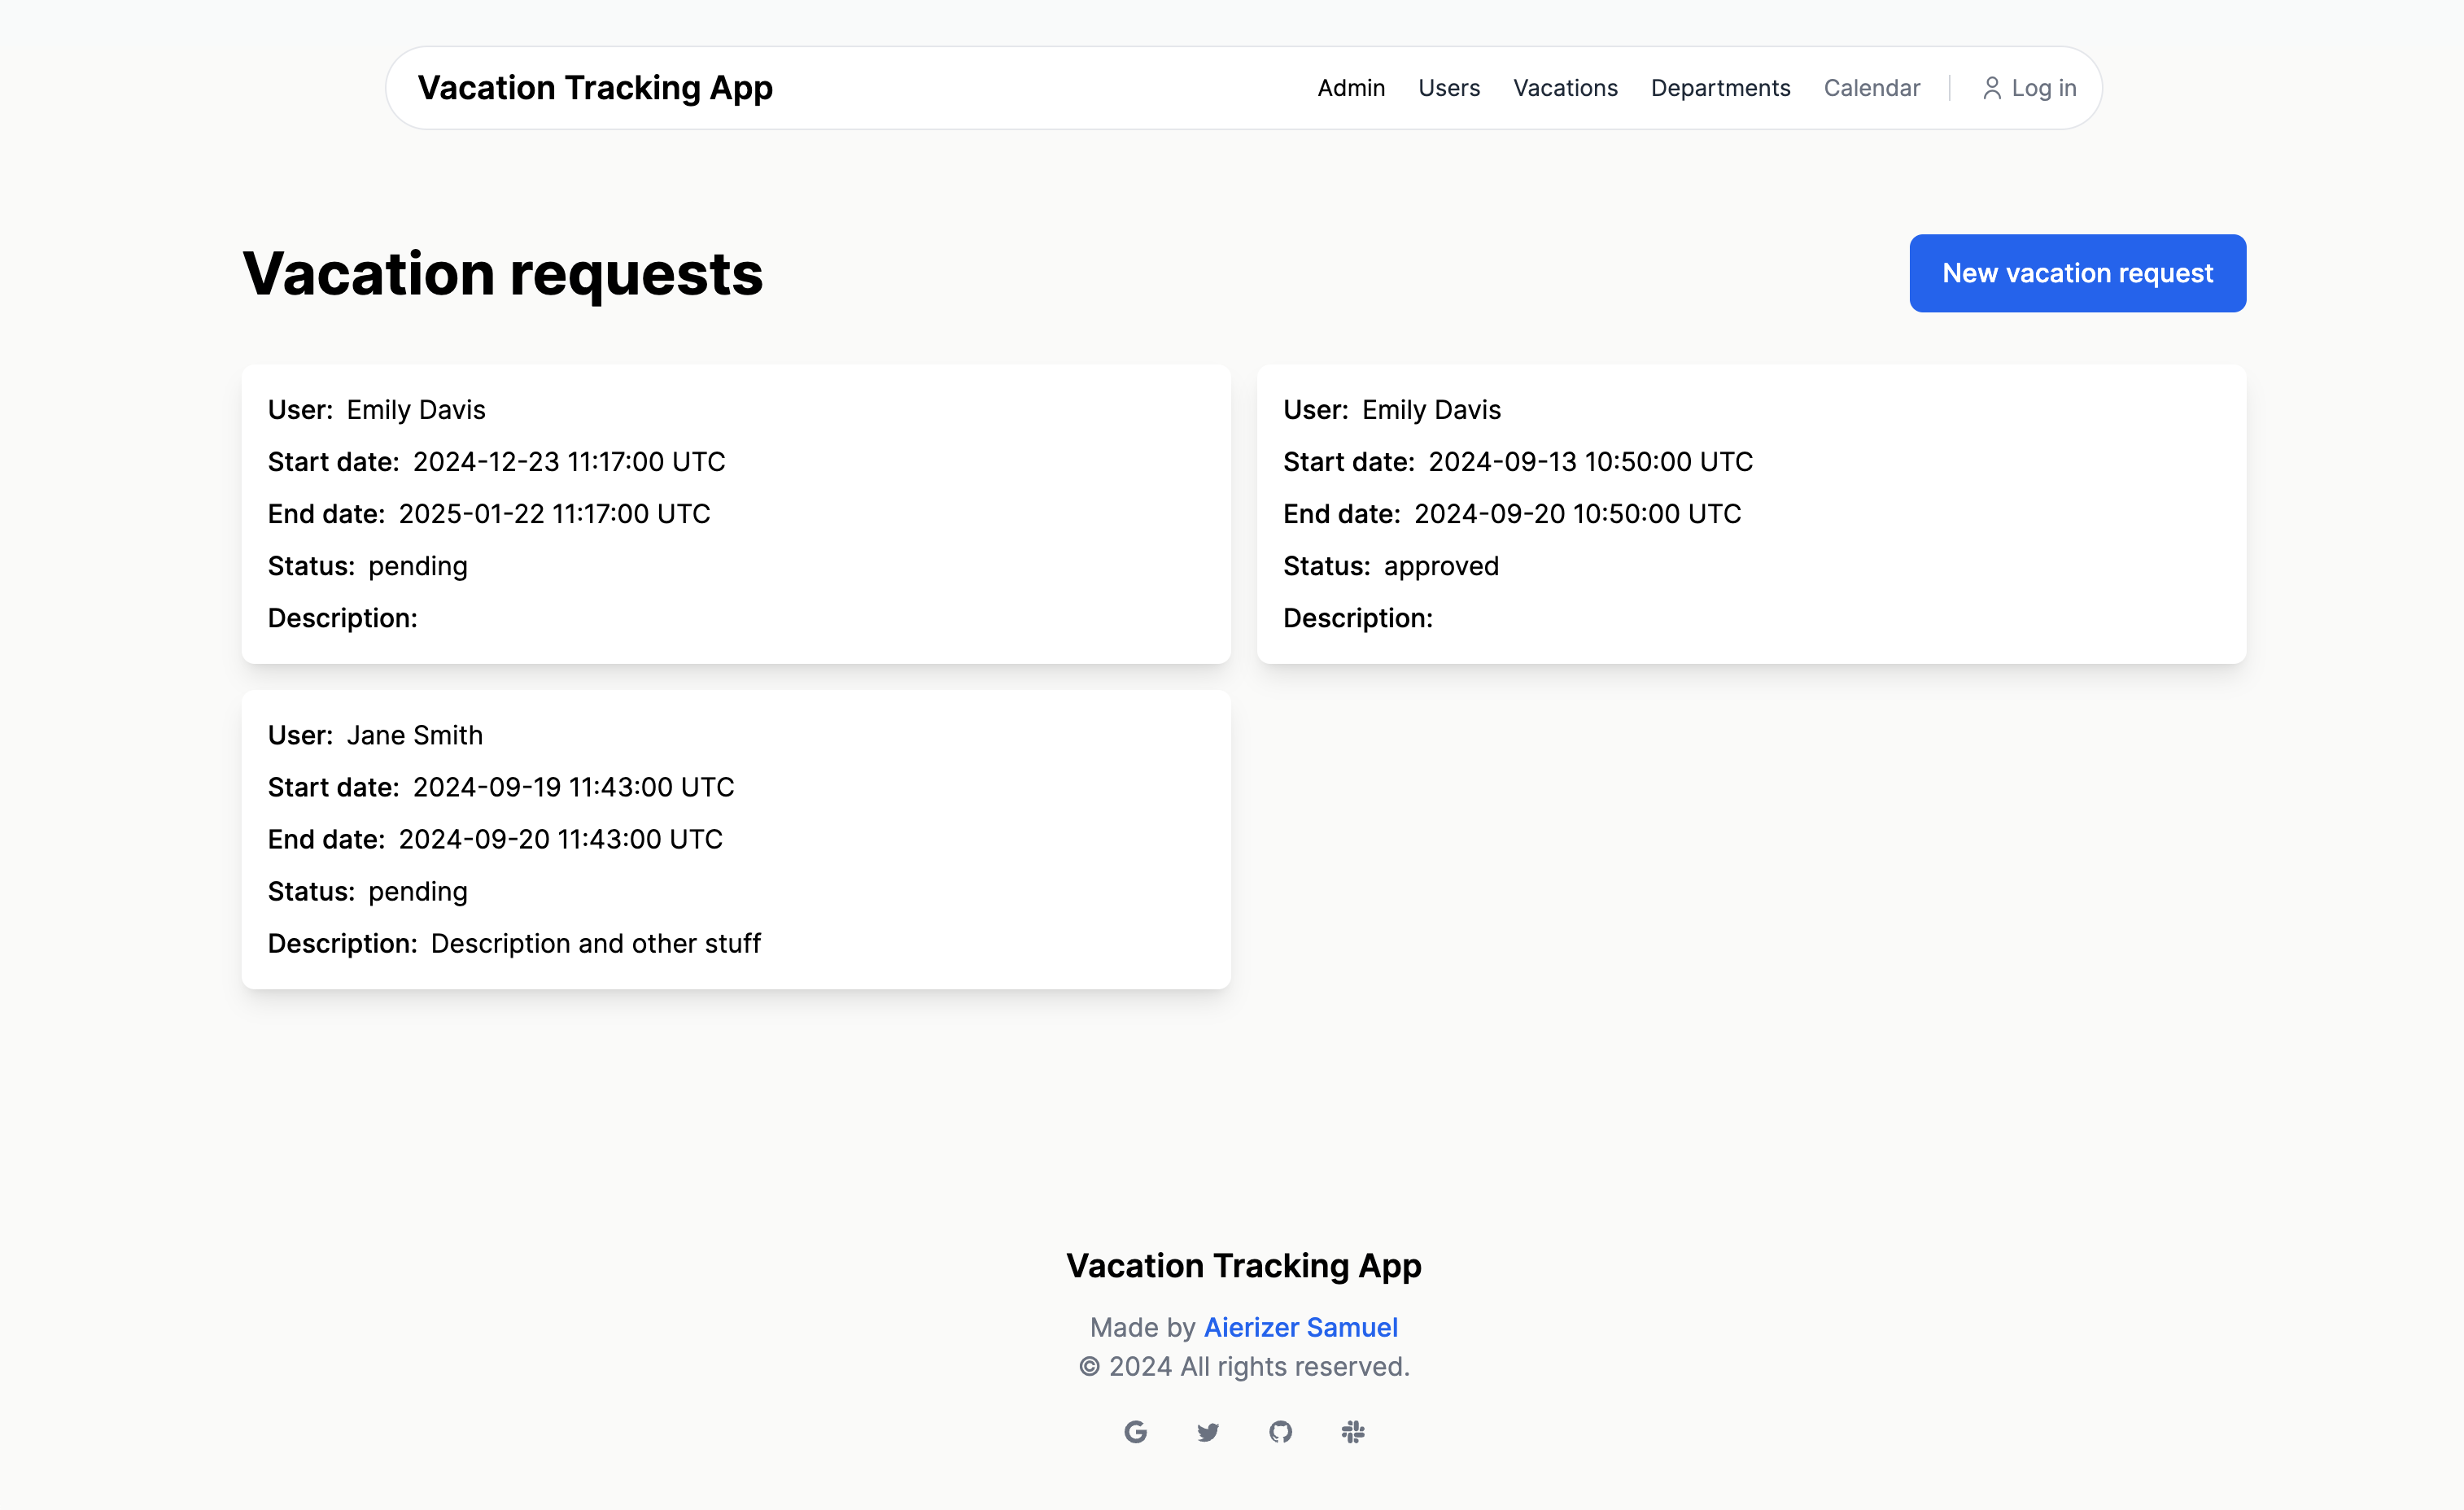 Vacation Tracking App
Admin Users Vacations Departments Calendar Log in
Vacation requests
New vacation request
User: Emily Davis
Start date: 2024-12-23 11:17:00 UTC
End date: 2025-01-22 11:17:00 UTC
Status: pending
Description:
User: Emily Davis
Start date: 2024-09-13 10:50:00 UTC
End date: 2024-09-20 10:50:00 UTC
Status: approved
Description:
User: Jane Smith
Start date: 2024-09-19 11:43:00 UTC
End date: 2024-09-20 11:43:00 UTC
Status: pending
Description: Description and other stuff
Vacation Tracking App
Made by Aierizer Samuel
© 2024 All rights reserved.